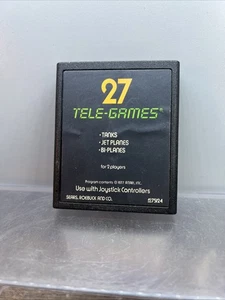 27
TELE-GAMES®
•TANKS
•JET PLANES
•BI-PLANES
for 2 players
Program contents © 1977 ATARI, INC.
Use with Joystick Controllers
SEARS, ROEBUCK AND CO.